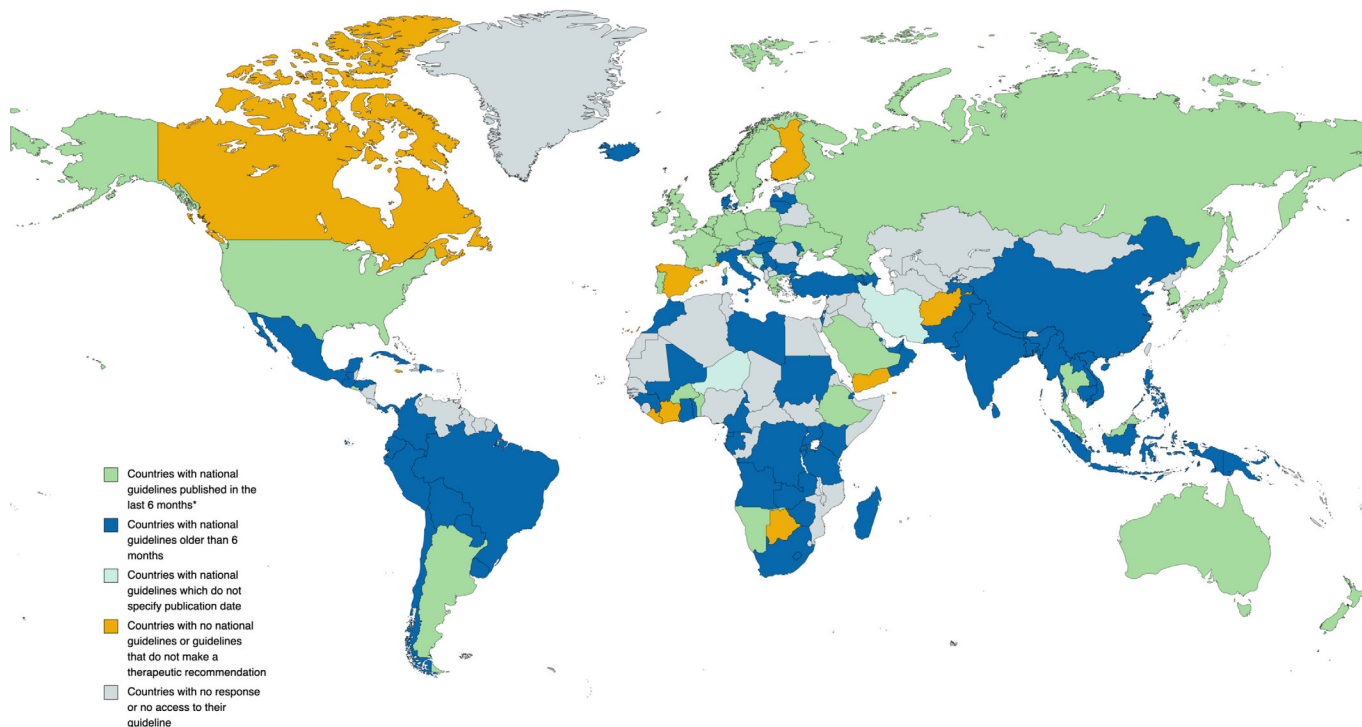 Countries with national
guidelines published in the
last 6 months*
Countries with national
guidelines older than 6
months
Countries with national
guidelines which do not
specify publication date
Countries with no national
guidelines or guidelines
that do not make a
therapeutic recommendation
Countries with no response
or no access to their
guideline